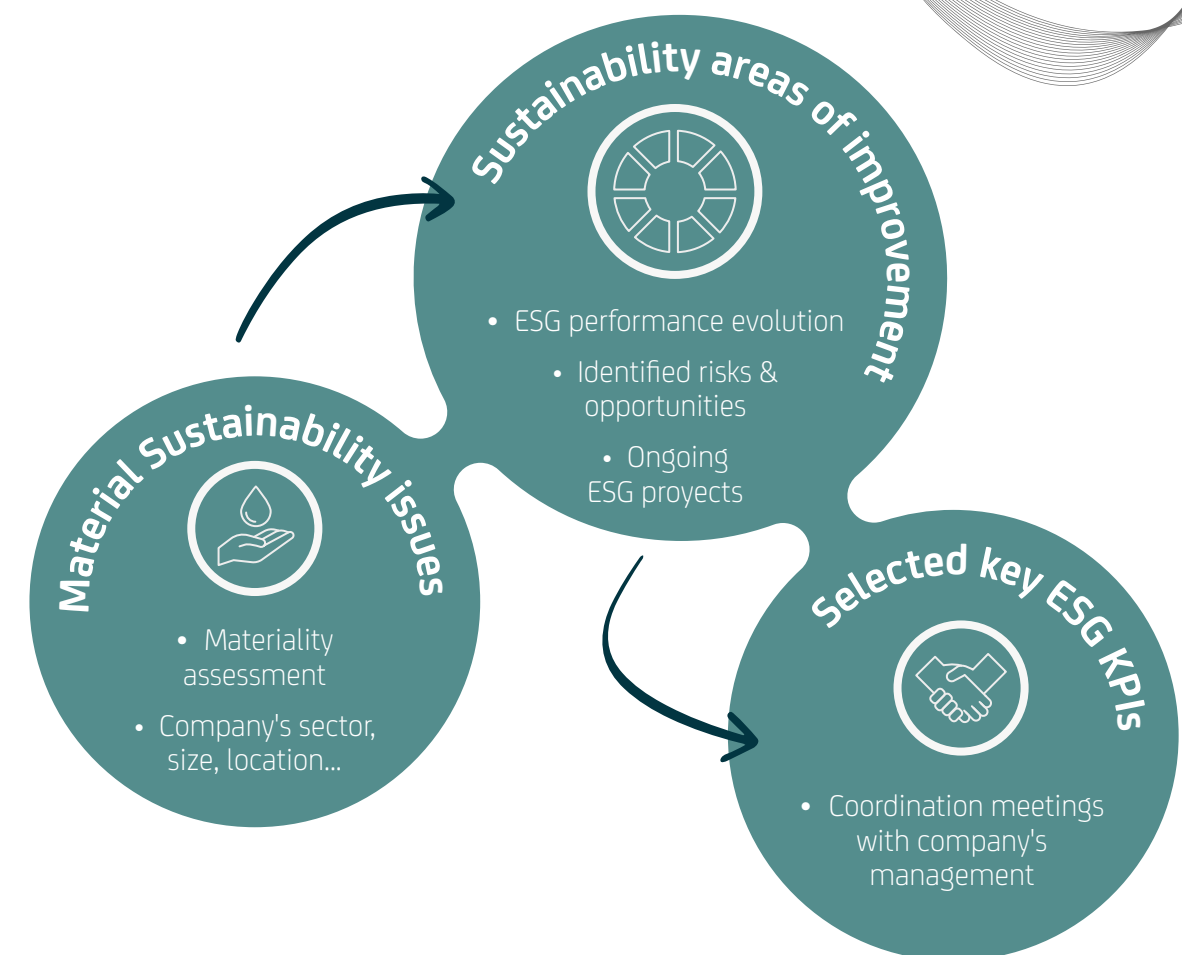 Sustainability areas of improvement
• ESG performance evolution
• Identified risks &
opportunities
• Ongoing
ESG proyects
Material Sustainability issues
• Materiality
assessment
• Company's sector,
size, location...
Selected key ESG KPIs
• Coordination meetings
with company's
management